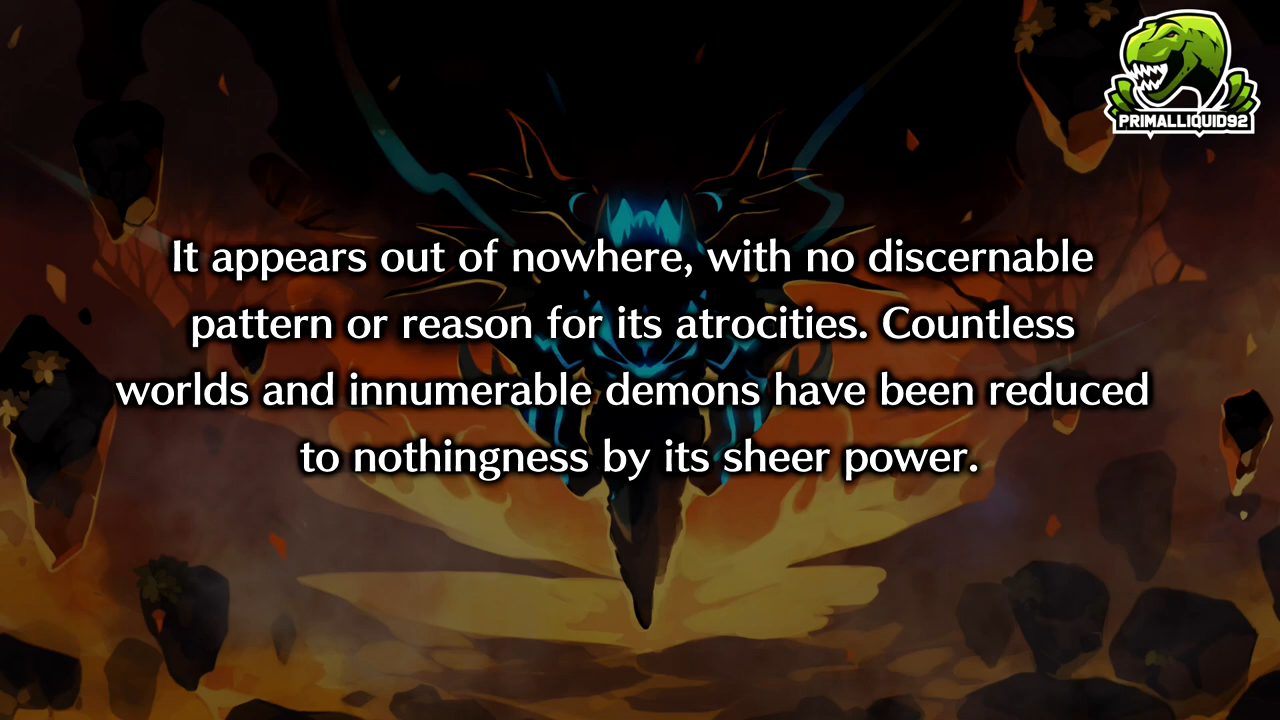 PRIMALLIQUID92
It appears out of nowhere, with no discernable
pattern or reason for its atrocities. Countless
worlds and innumerable demons have been reduced
to nothingness by its sheer power.